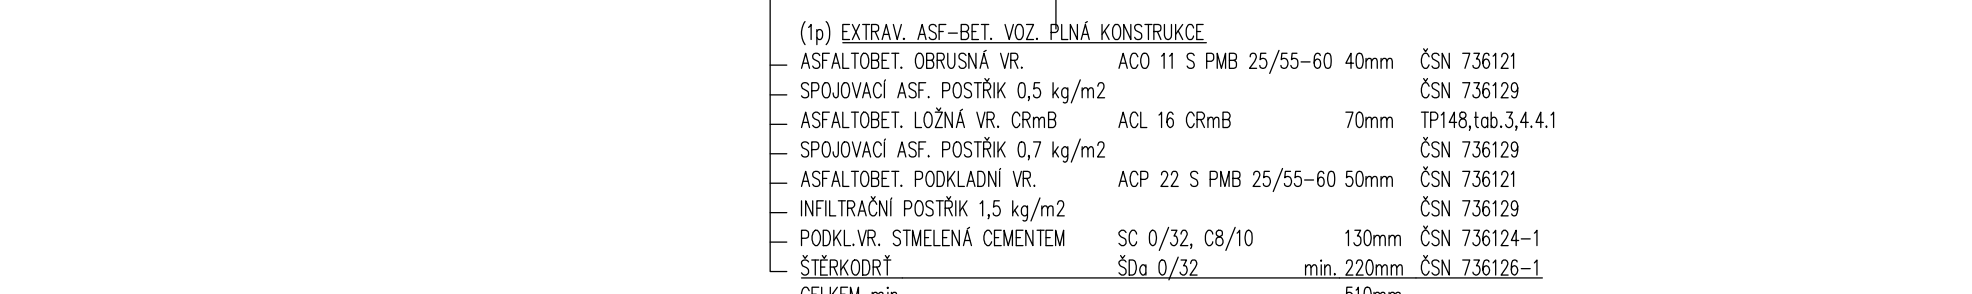 (1p) EXTRAV. ASF-BET. VOZ. PLNÁ KONSTRUKCE
ASFALTOBET. OBRUSNÁ VR. ACO 11 S PMB 25/55-60 40mm ČSN 736121
SPOJOVACÍ ASF. POSTŘIK 0,5 kg/m2 ČSN 736129
ASFALTOBET. LOŽNÁ VR. CRmB ACL 16 CRmB 70mm TP148,tab.3,4.4.1
SPOJOVACÍ ASF. POSTŘIK 0,7 kg/m2 ČSN 736129
ASFALTOBET. PODKLADNÍ VR. ACP 22 S PMB 25/55-60 50mm ČSN 736121
INFILTRAČNÍ POSTŘIK 1,5 kg/m2 ČSN 736129
PODKL.VR. STMELENÁ CEMENTEM SC 0/32, C8/10 130mm ČSN 736124-1
ŠTĚRKODRŤ ŠDa 0/32 min. 220mm ČSN 736126-1
CELKEM min. 510mm